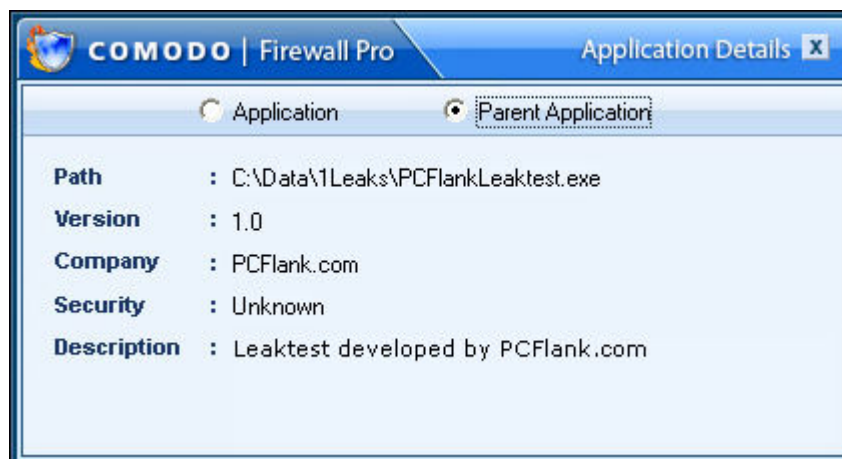 COMODO | Firewall Pro Application Details X
Application Parent Application
Path : C:\Data\1Leaks\PCFlankLeaktest.exe
Version : 1.0
Company : PCFlank.com
Security : Unknown
Description : Leaktest developed by PCFlank.com